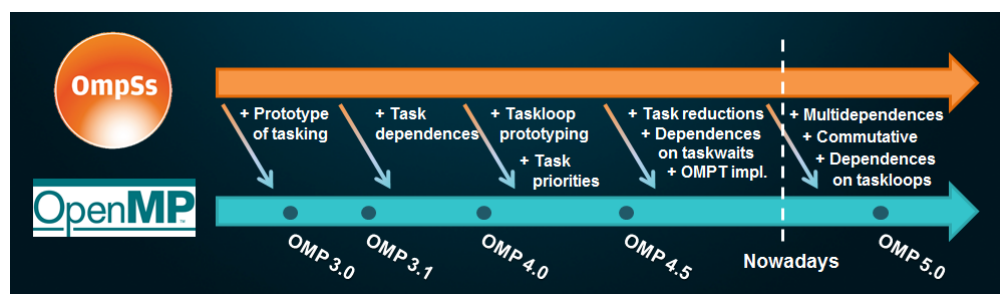 OmpSs
+ Prototype
of tasking
+ Task
dependences
+ Taskloop
prototyping
+ Task
priorities
+ Task reductions
+ Dependences
on taskwaits
+ OMPT impl.
+ Multidependences
+ Commutative
+ Dependences
on taskloops
OpenMP
OMP 3.0
OMP 3.1
OMP 4.0
OMP 4.5
Nowadays
OMP 5.0